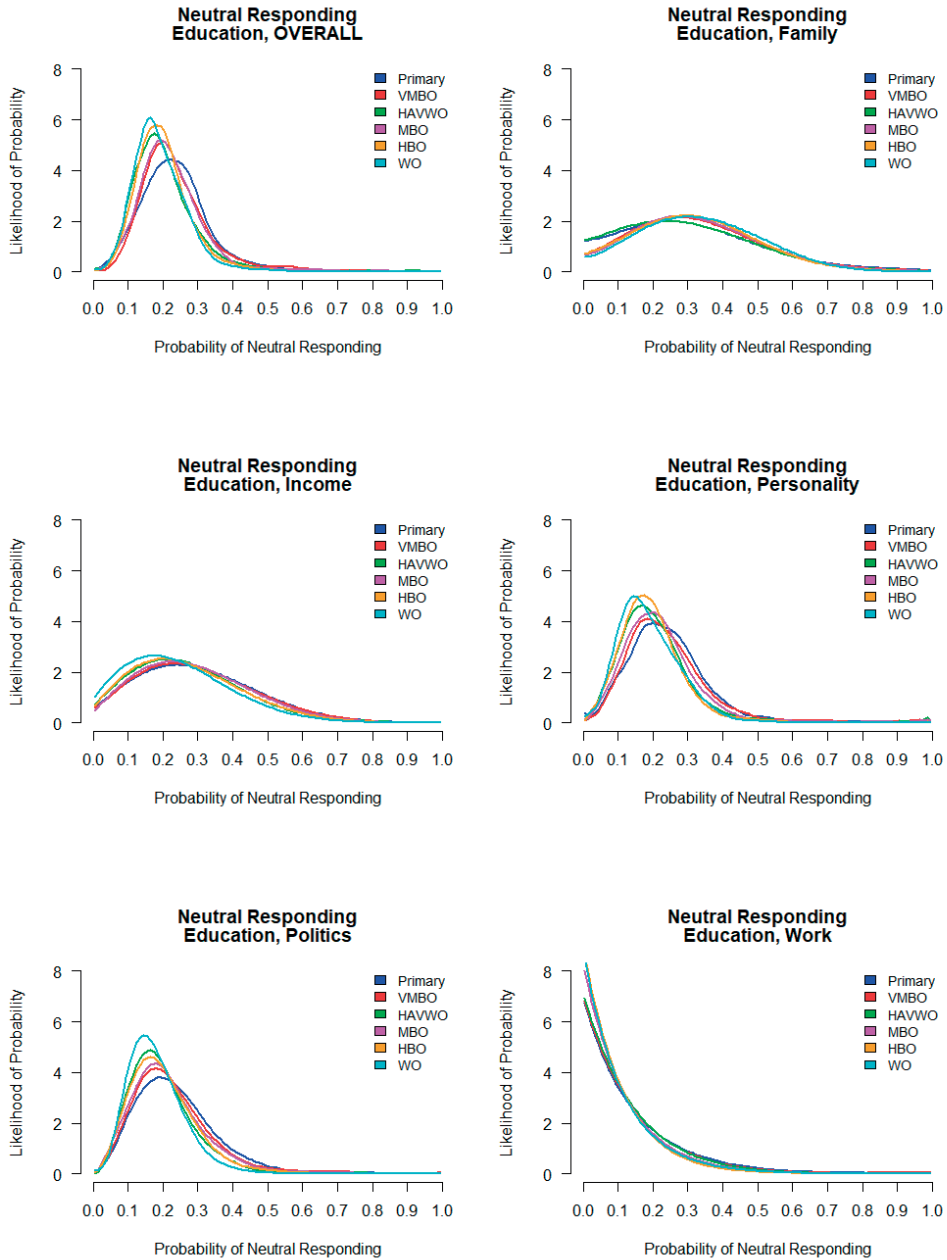 Neutral Responding
Education, OVERALL
Likelihood of Probability
8
6
4
2
0
Primary
VMBO
HAVWO
MBO
HBO
WO
0.0 0.1 0.2 0.3 0.4 0.5 0.6 0.7 0.8 0.9 1.0
Probability of Neutral Responding
Neutral Responding
Education, Family
Likelihood of Probability
8
6
4
2
0
Primary
VMBO
HAVWO
MBO
HBO
WO
0.0 0.1 0.2 0.3 0.4 0.5 0.6 0.7 0.8 0.9 1.0
Probability of Neutral Responding
Neutral Responding
Education, Income
Likelihood of Probability
8
6
4
2
0
Primary
VMBO
HAVWO
MBO
HBO
WO
0.0 0.1 0.2 0.3 0.4 0.5 0.6 0.7 0.8 0.9 1.0
Probability of Neutral Responding
Neutral Responding
Education, Personality
Likelihood of Probability
8
6
4
2
0
Primary
VMBO
HAVWO
MBO
HBO
WO
0.0 0.1 0.2 0.3 0.4 0.5 0.6 0.7 0.8 0.9 1.0
Probability of Neutral Responding
Neutral Responding
Education, Politics
Likelihood of Probability
8
6
4
2
0
Primary
VMBO
HAVWO
MBO
HBO
WO
0.0 0.1 0.2 0.3 0.4 0.5 0.6 0.7 0.8 0.9 1.0
Probability of Neutral Responding
Neutral Responding
Education, Work
Likelihood of Probability
8
6
4
2
0
Primary
VMBO
HAVWO
MBO
HBO
WO
0.0 0.1 0.2 0.3 0.4 0.5 0.6 0.7 0.8 0.9 1.0
Probability of Neutral Responding